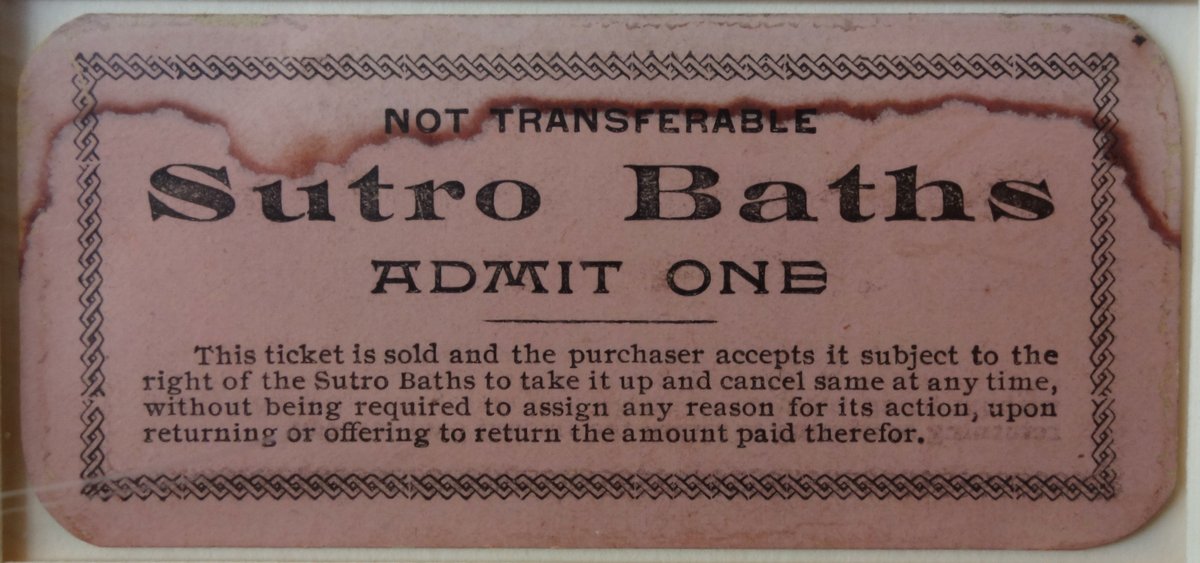 NOT TRANSFERABLE
Sutro Baths
ADMIT ONE
This ticket is sold and the purchaser accepts it subject to the
right of the Sutro Baths to take it up and cancel same at any time,
without being required to assign any reason for its action, upon
returning or offering to return the amount paid therefor.